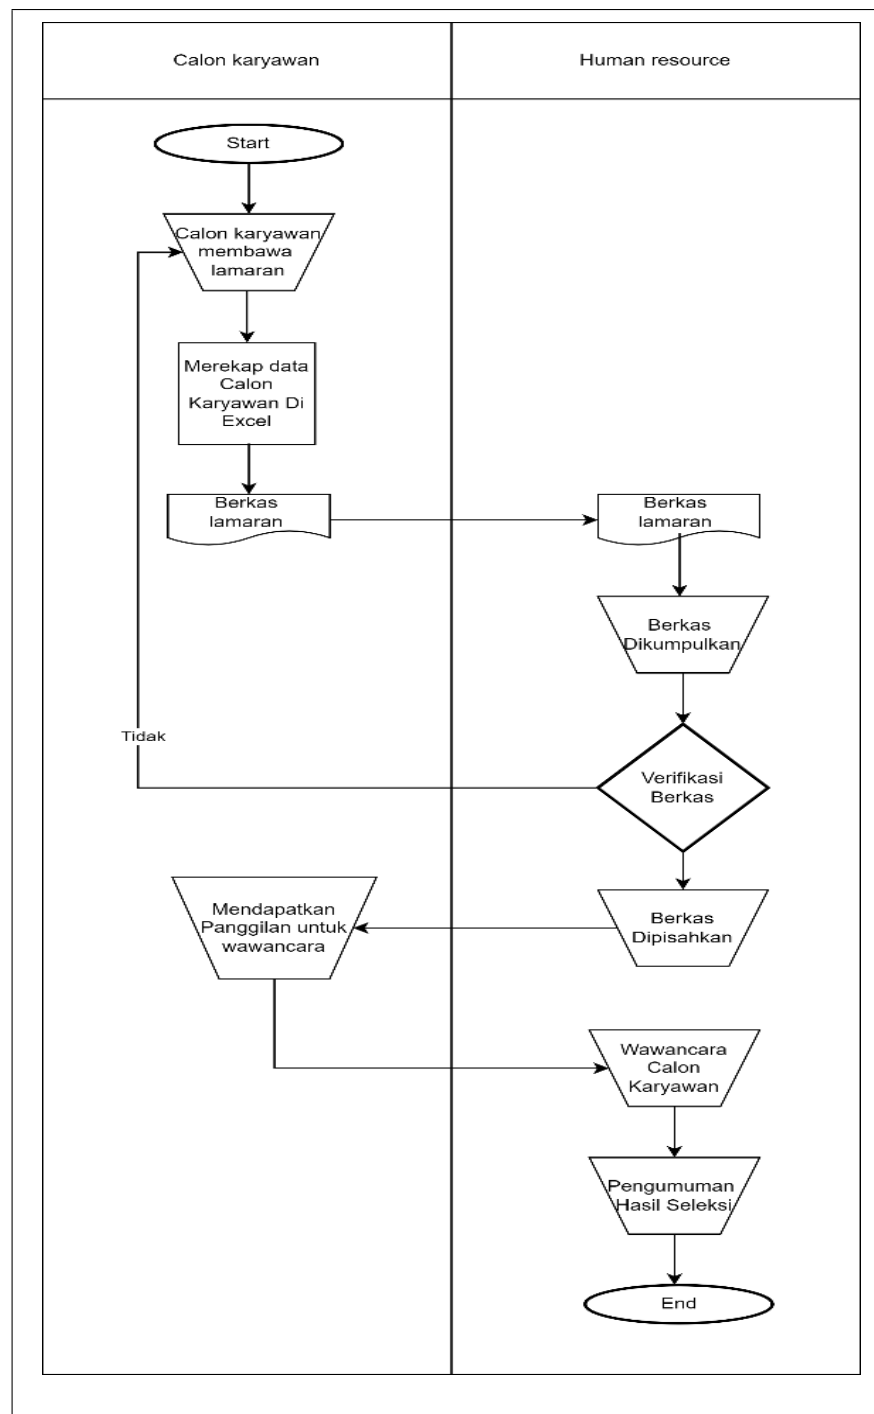 Calon karyawan
Human resource
Start
Calon karyawan
membawa
lamaran
Merekap data
Calon
Karyawan Di
Excel
Berkas
lamaran
Berkas
lamaran
Berkas
Dikumpulkan
Tidak
Verifikasi
Berkas
Mendapatkan
Panggilan untuk
wawancara
Berkas
Dipisahkan
Wawancara
Calon
Karyawan
Pengumuman
Hasil Seleksi
End